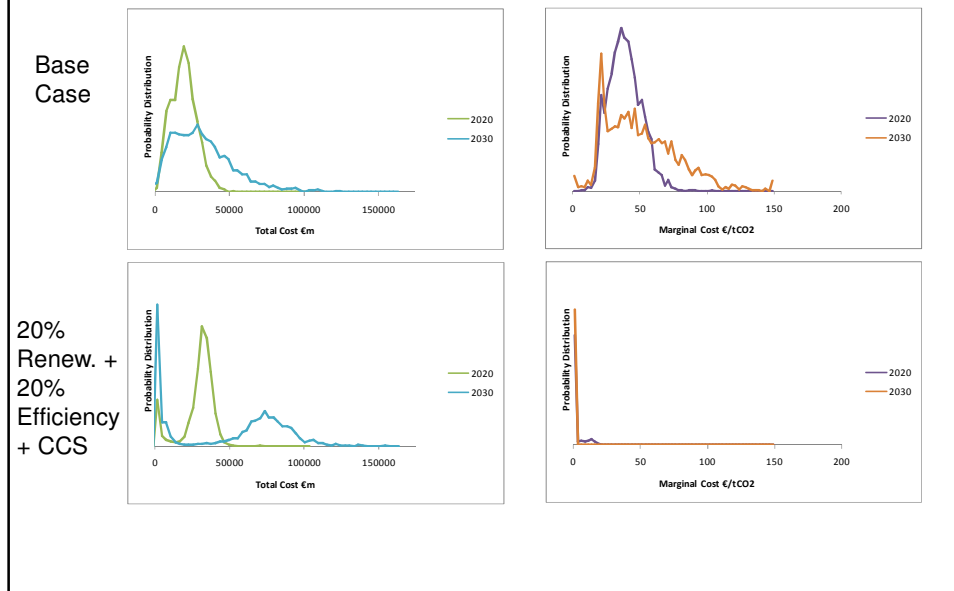 Base
Case
Probability Distribution
2020
2030
0 50000 100000 150000
Total Cost €m
Probability Distribution
2020
2030
0 50 100 150 200
Marginal Cost €/tCO2
20%
Renew. +
20%
Efficiency
+ CCS
Probability Distribution
2020
2030
0 50000 100000 150000
Total Cost €m
Probability Distribution
2020
2030
0 50 100 150 200
Marginal Cost €/tCO2